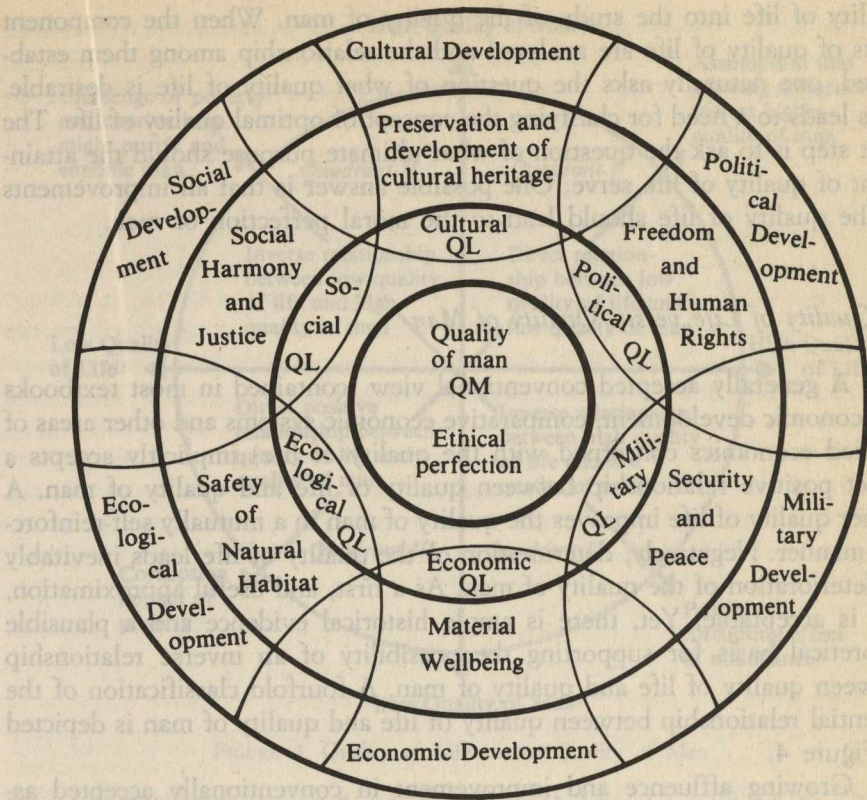 Cultural Development
Preservation and
development of
cultural heritage
Cultural
QL
Politi-
cal
Devel-
opment
Freedom
and
Human
Rights
Poli-
tical
QL
Social
Develop-
ment
Social
Harmony
and
Justice
So-
cial
QL
Quality
of man
QM
Ethical
perfection
Eco-
logi-
cal
Devel-
opment
Safety
of
Natural
Habitat
Eco-
logi-
cal
QL
Mili-
tary
QL
Security
and
Peace
Mili-
tary
Devel-
opment
Economic
QL
Material
Wellbeing
Economic Development